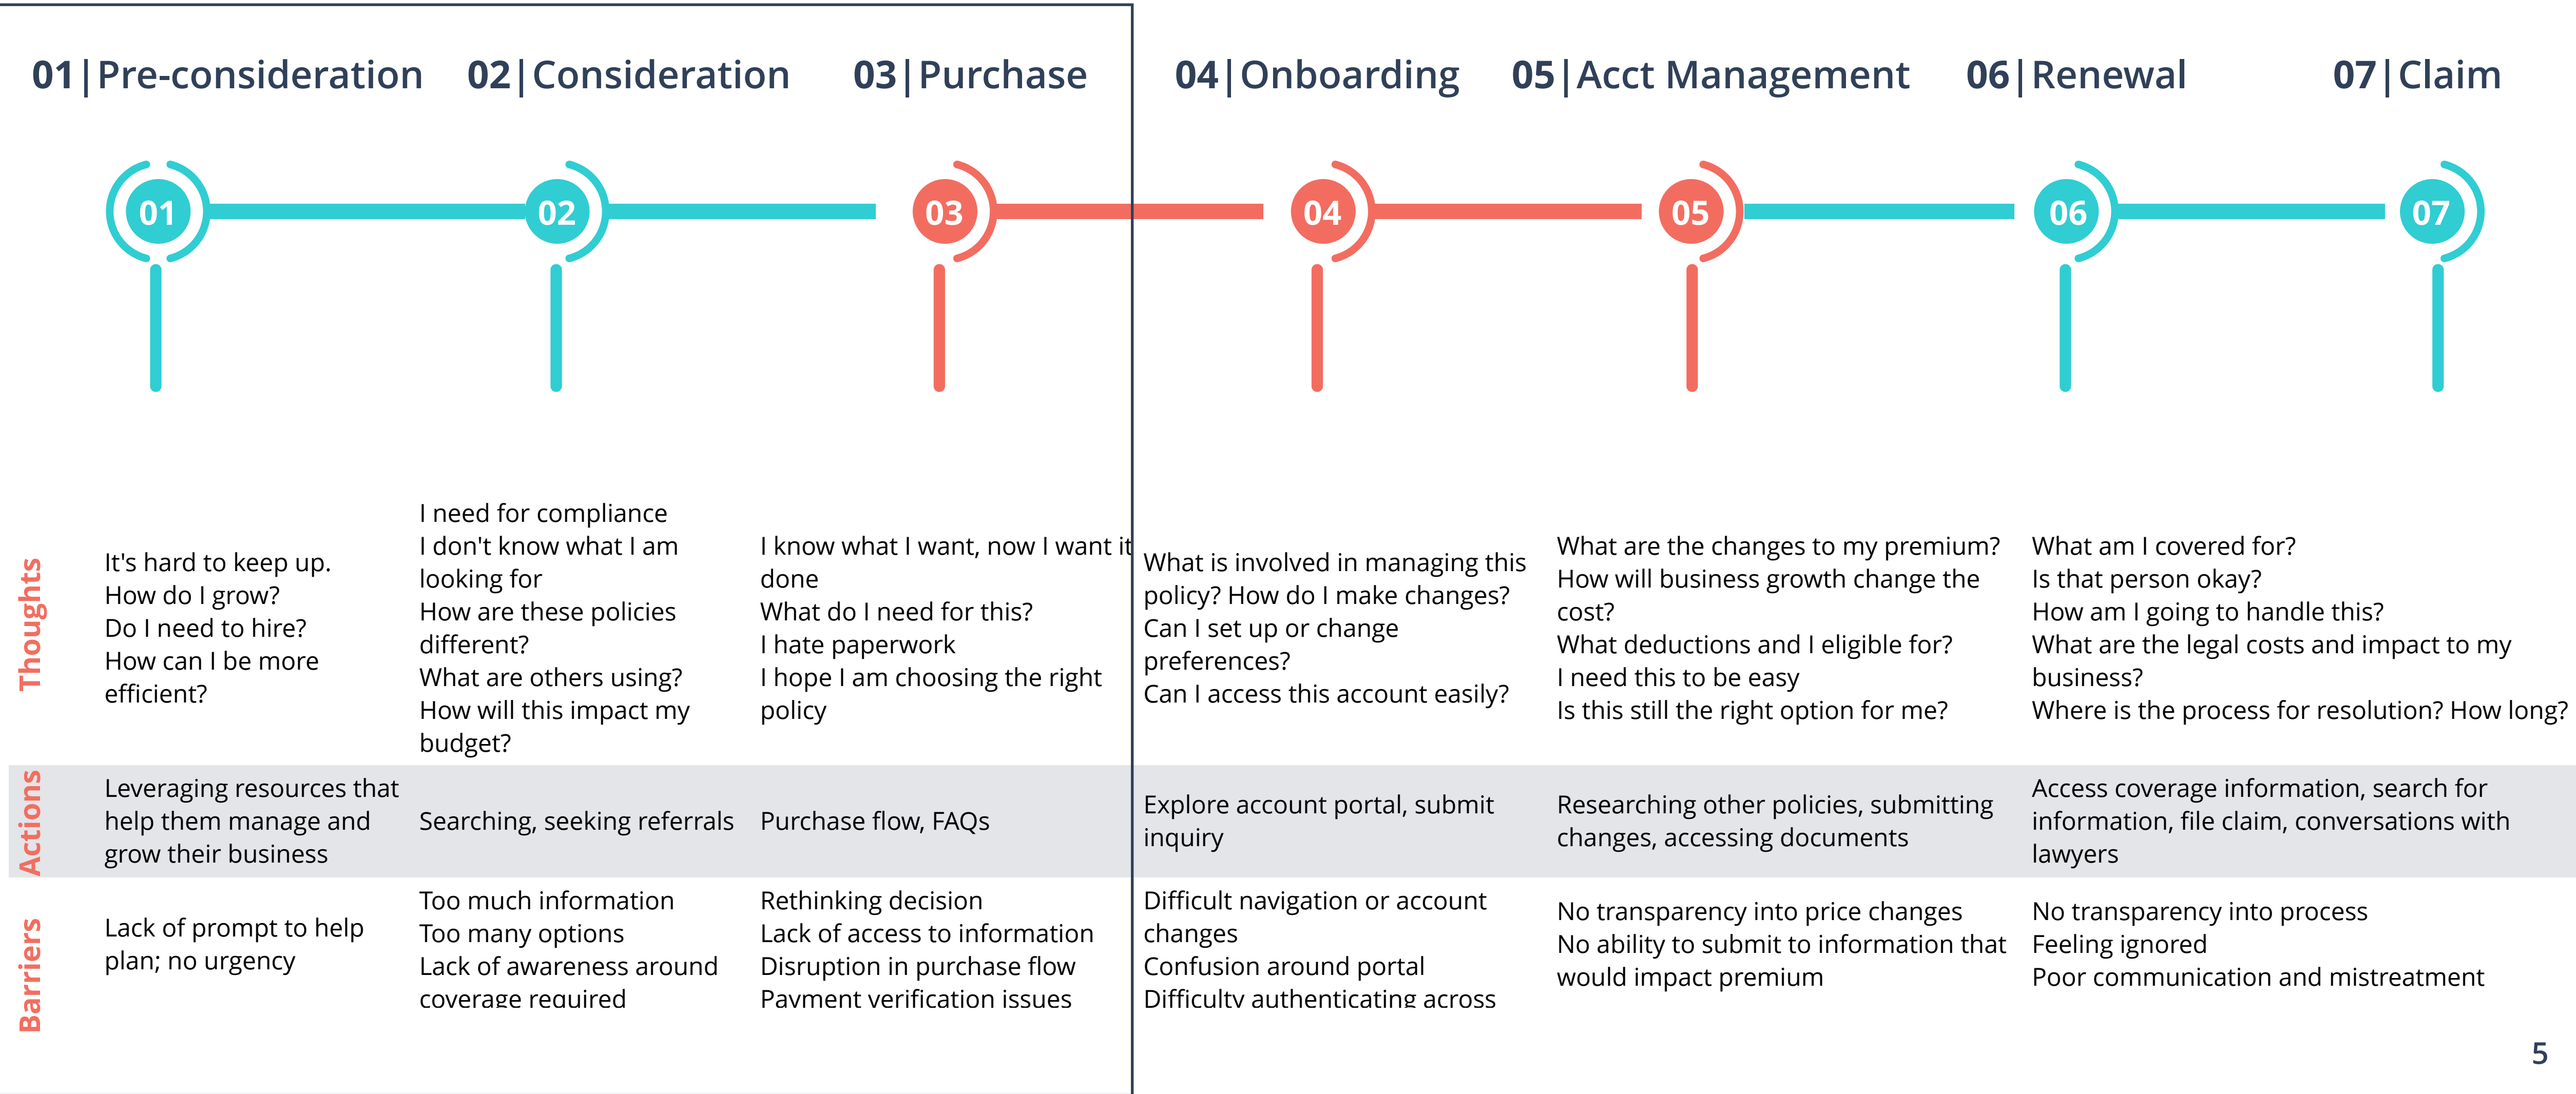 01|Pre-consideration
02|Consideration
03|Purchase
04|Onboarding
05|Acct Management
06|Renewal
07|Claim
01
02
03
04
05
06
07
Thoughts
It's hard to keep up.
How do I grow?
Do I need to hire?
How can I be more
efficient?
I need for compliance
I don't know what I am
looking for
How are these policies
different?
What are others using?
How will this impact my
budget?
I know what I want, now I want it
done
What do I need for this?
I hate paperwork
I hope I am choosing the right
policy
What is involved in managing this
policy? How do I make changes?
Can I set up or change
preferences?
Can I access this account easily?
What are the changes to my premium?
How will business growth change the
cost?
What deductions and I eligible for?
I need this to be easy
Is this still the right option for me?
What am I covered for?
Is that person okay?
How am I going to handle this?
What are the legal costs and impact to my
business?
Where is the process for resolution? How long?
Actions
Leveraging resources that
help them manage and
grow their business
Searching, seeking referrals
Purchase flow, FAQs
Explore account portal, submit
inquiry
Researching other policies, submitting
changes, accessing documents
Access coverage information, search for
information, file claim, conversations with
lawyers
Barriers
Lack of prompt to help
plan; no urgency
Too much information
Too many options
Lack of awareness around
coverage required
Rethinking decision
Lack of access to information
Disruption in purchase flow
Payment verification issues
Difficult navigation or account
changes
Confusion around portal
Difficulty authenticating across
No transparency into price changes
No ability to submit to information that
would impact premium
No transparency into process
Feeling ignored
Poor communication and mistreatment
5